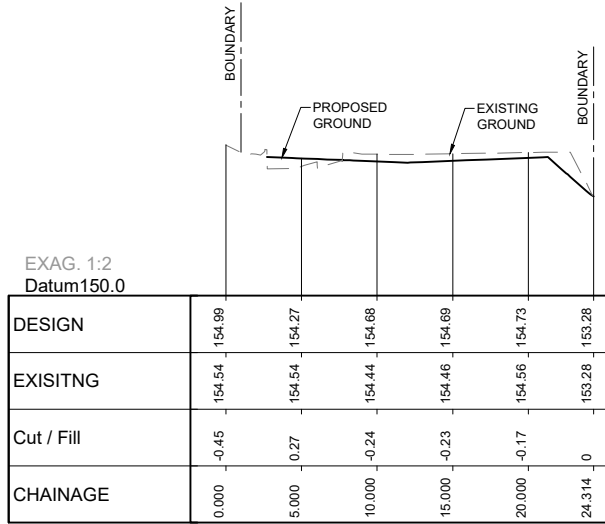 BOUNDARY
BOUNDARY
PROPOSED
GROUND
EXISTING
GROUND
EXAG. 1:2
Datum150.0
DESIGN 154.99 154.27 154.68 154.69 154.73 153.28
EXISITNG 154.54 154.54 154.44 154.46 154.56 153.28
Cut / Fill -0.45 0.27 -0.24 -0.23 -0.17 0
CHAINAGE 0.000 5.000 10.000 15.000 20.000 24.314